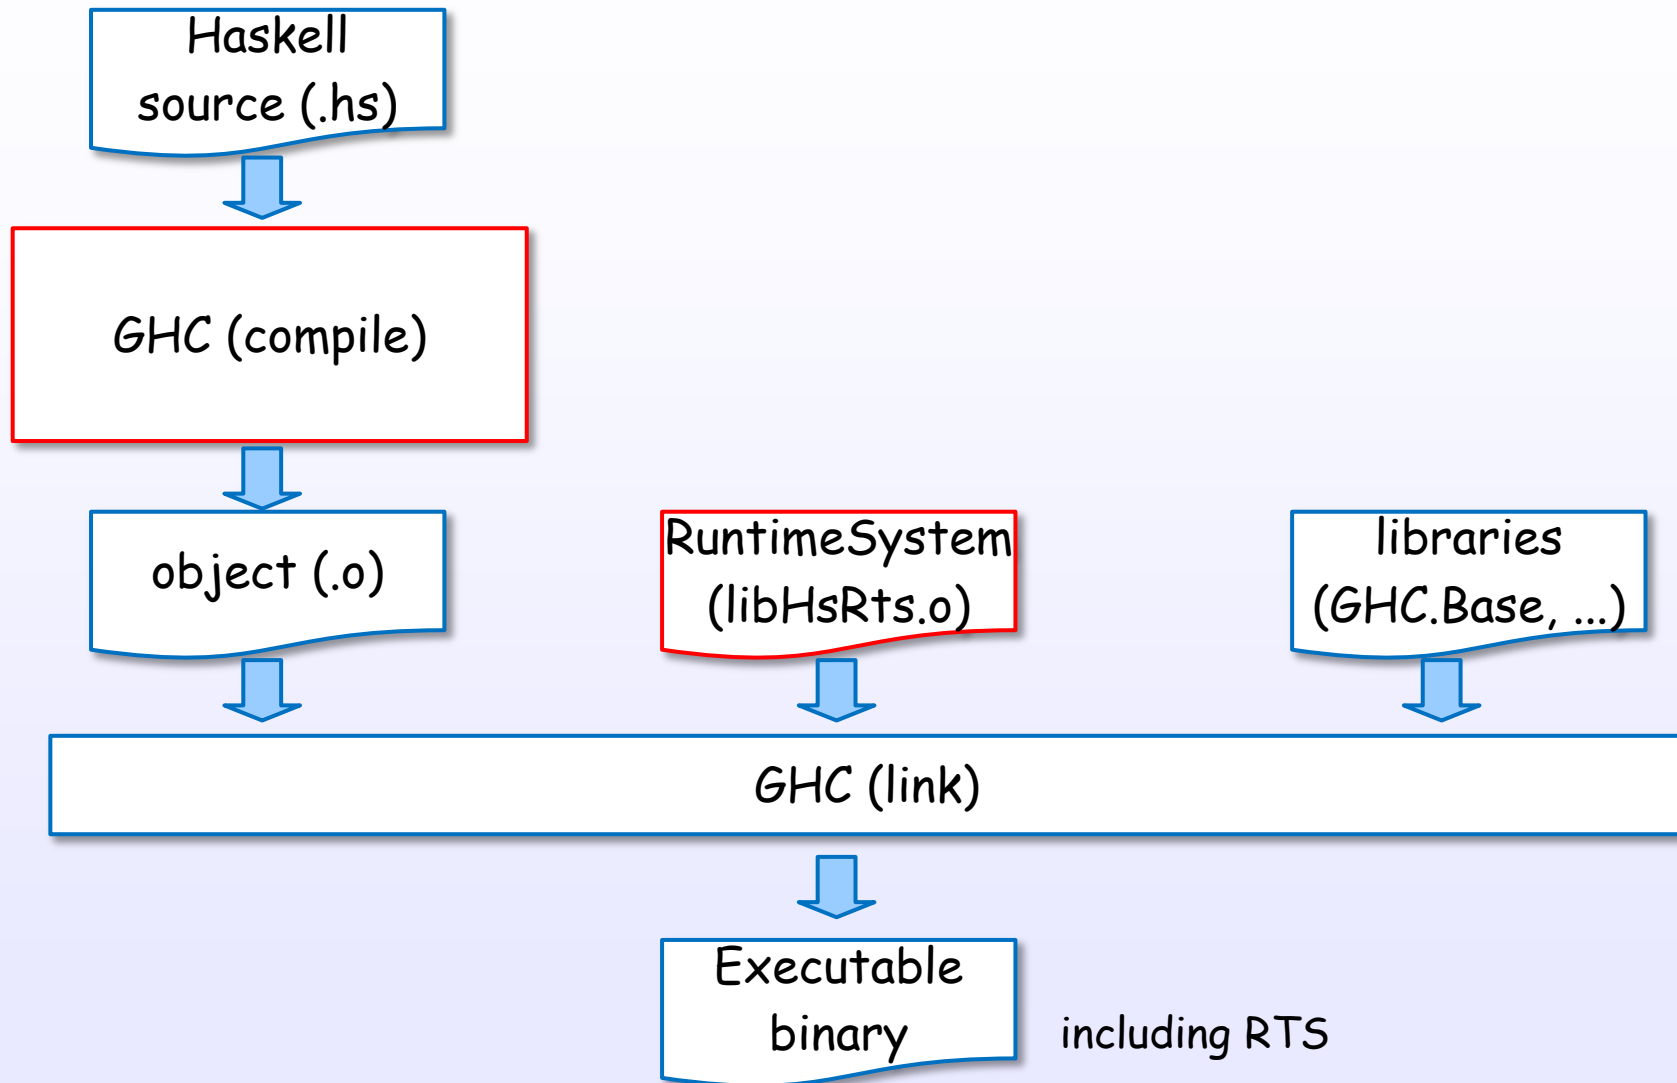 Haskell
source (.hs)
GHC (compile)
object (.o)
RuntimeSystem
(libHsRts.o)
libraries
(GHC.Base, ...)
GHC (link)
Executable
binary
including RTS